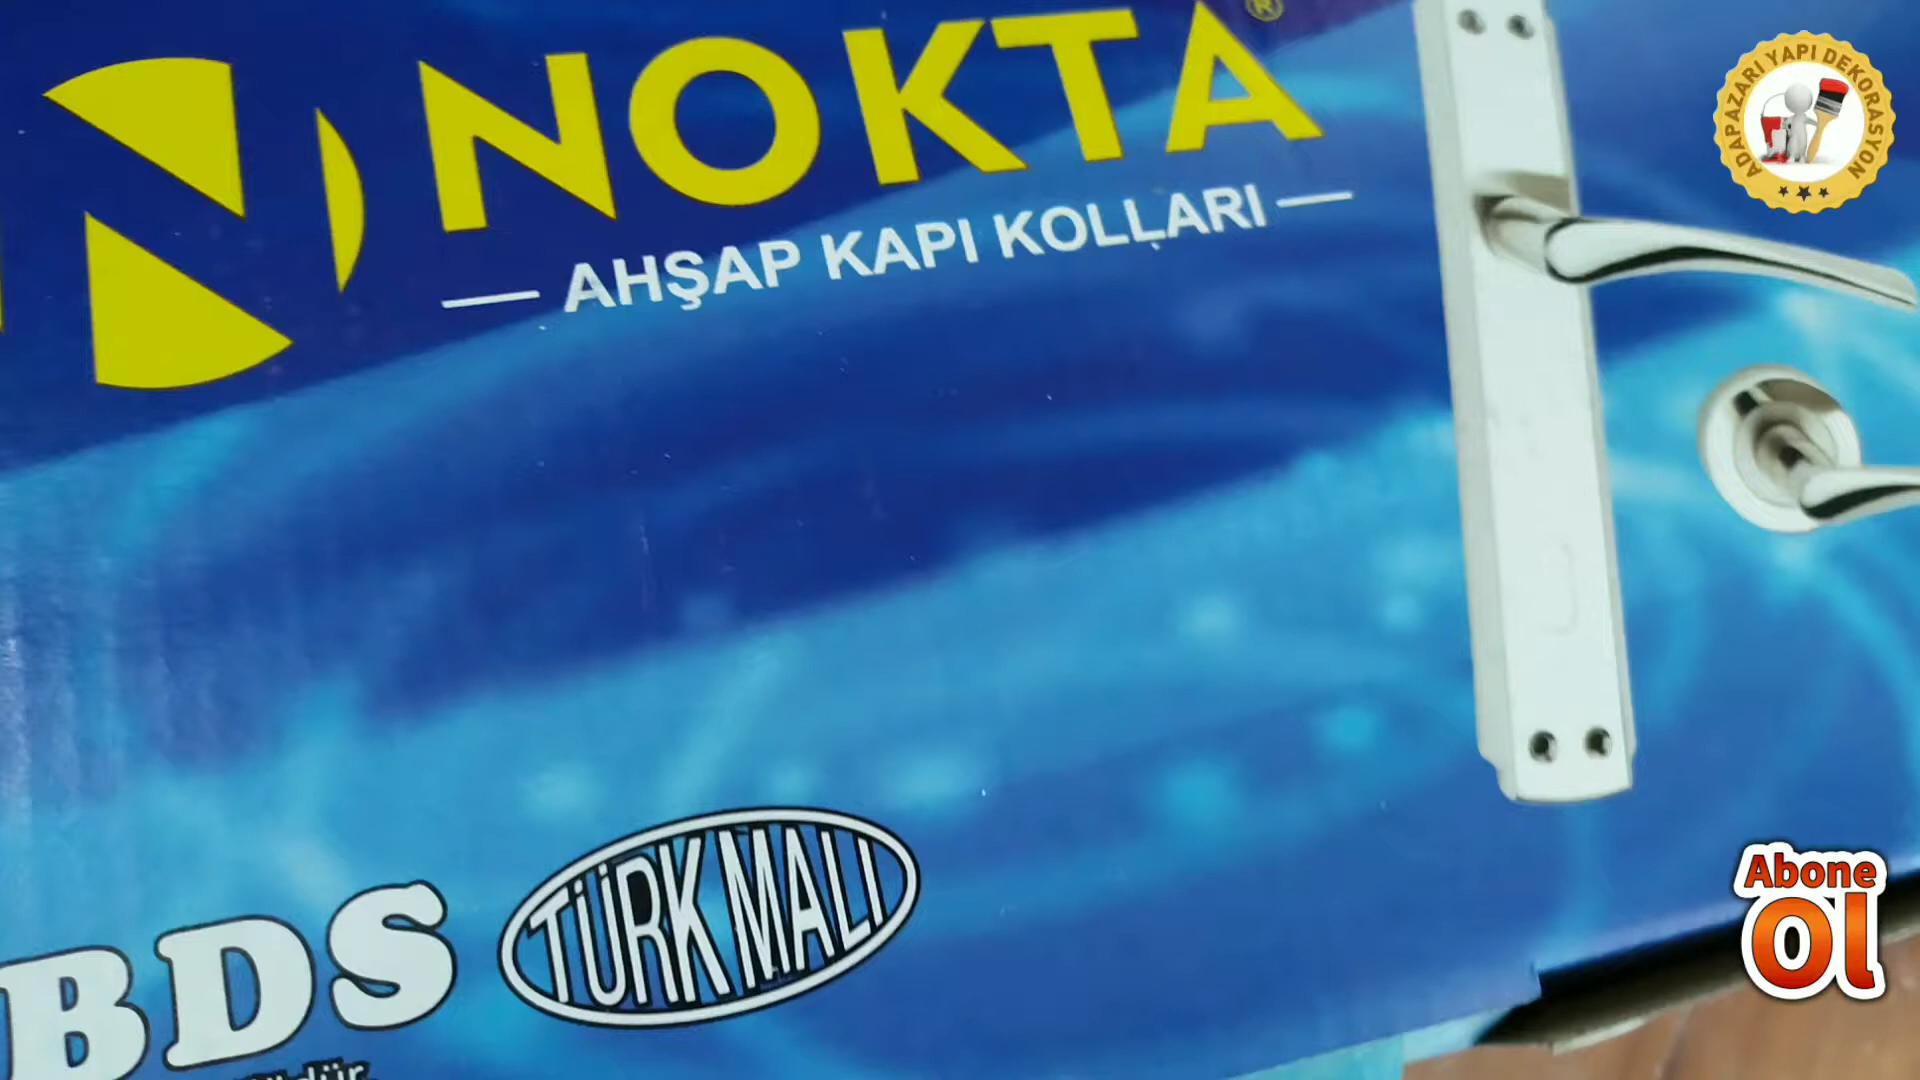 NOKTA®
— AHŞAP KAPI KOLLARI —
ADAPAZARI YAPI DEKORASYON
BDS
TÜRK MALI
Abone
Ol